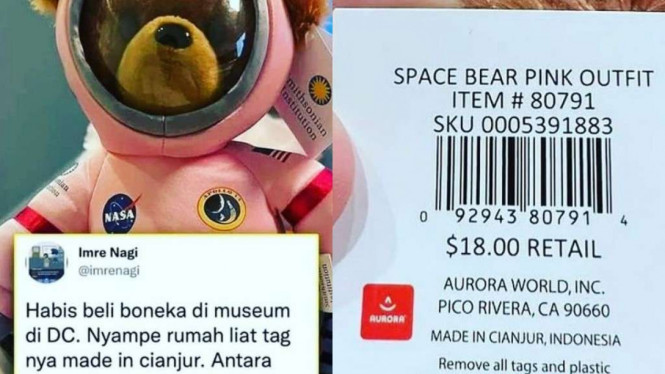 Smithsonian
Institution
NASA
APOLLO
Imre Nagi
@imrenagi
Habis beli boneka di museum
di DC. Nyampe rumah liat tag
nya made in cianjur. Antara
SPACE BEAR PINK OUTFIT
ITEM # 80791
SKU 0005391883
0 92943 80791 4
$18.00 RETAIL
AURORA
AURORA WORLD, INC.
PICO RIVERA, CA 90660
MADE IN CIANJUR, INDONESIA
Remove all tags and plastic